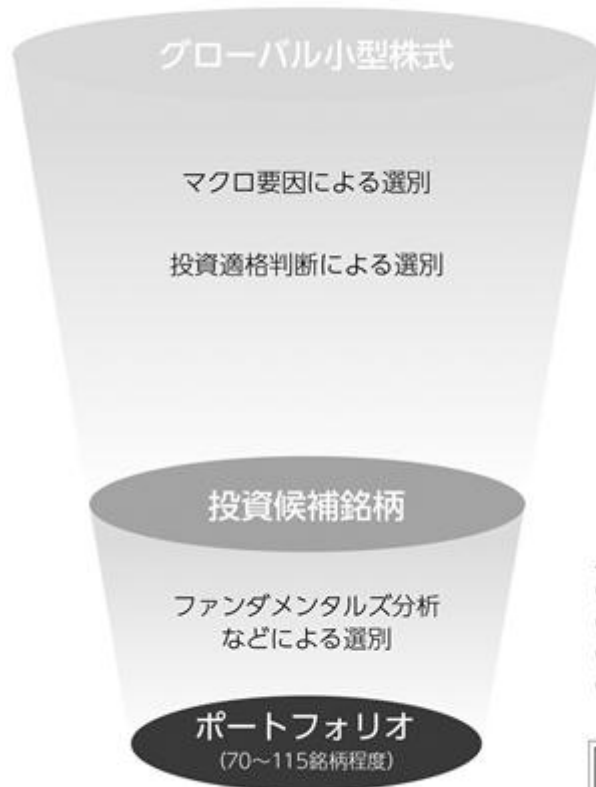 グローバル小型株式
マクロ要因による選別
投資適格判断による選別
投資候補銘柄
ファンダメンタルズ分析
などによる選別
ポートフォリオ
(70～115銘柄程度)